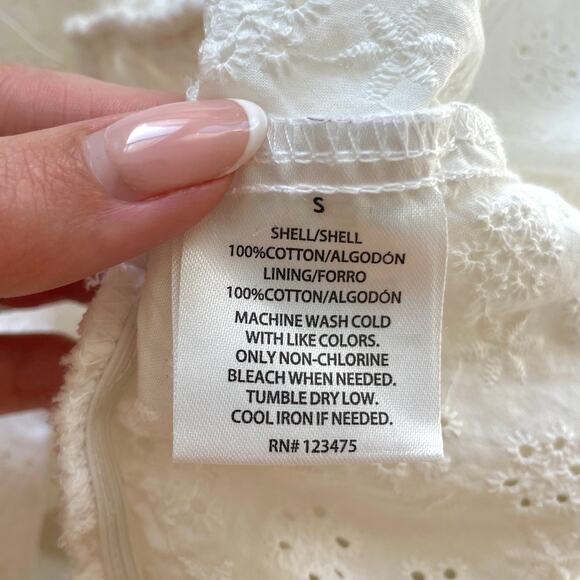 S
SHELL/SHELL
100%COTTON/ALGODÓN
LINING/FORRO
100%COTTON/ALGODÓN
MACHINE WASH COLD
WITH LIKE COLORS.
ONLY NON-CHLORINE
BLEACH WHEN NEEDED.
TUMBLE DRY LOW.
COOL IRON IF NEEDED.
RN# 123475